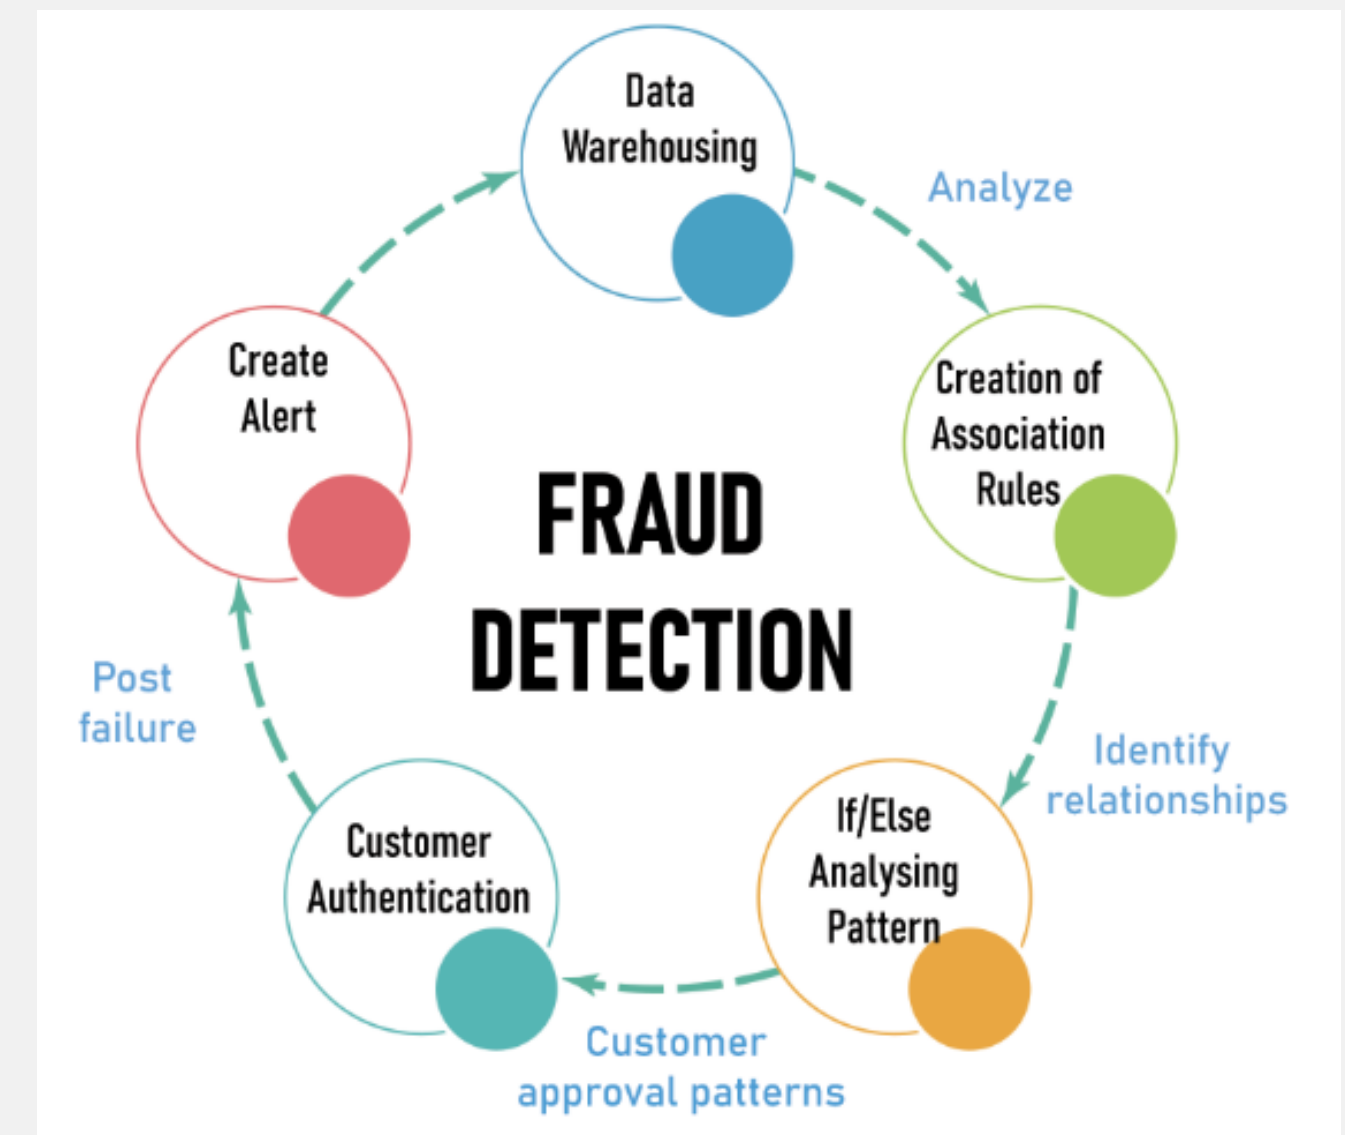 Data
Warehousing
Analyze
Creation of
Association
Rules
Identify
relationships
If/Else
Analysing
Pattern
Customer
approval patterns
Customer
Authentication
Post
failure
Create
Alert
FRAUD
DETECTION